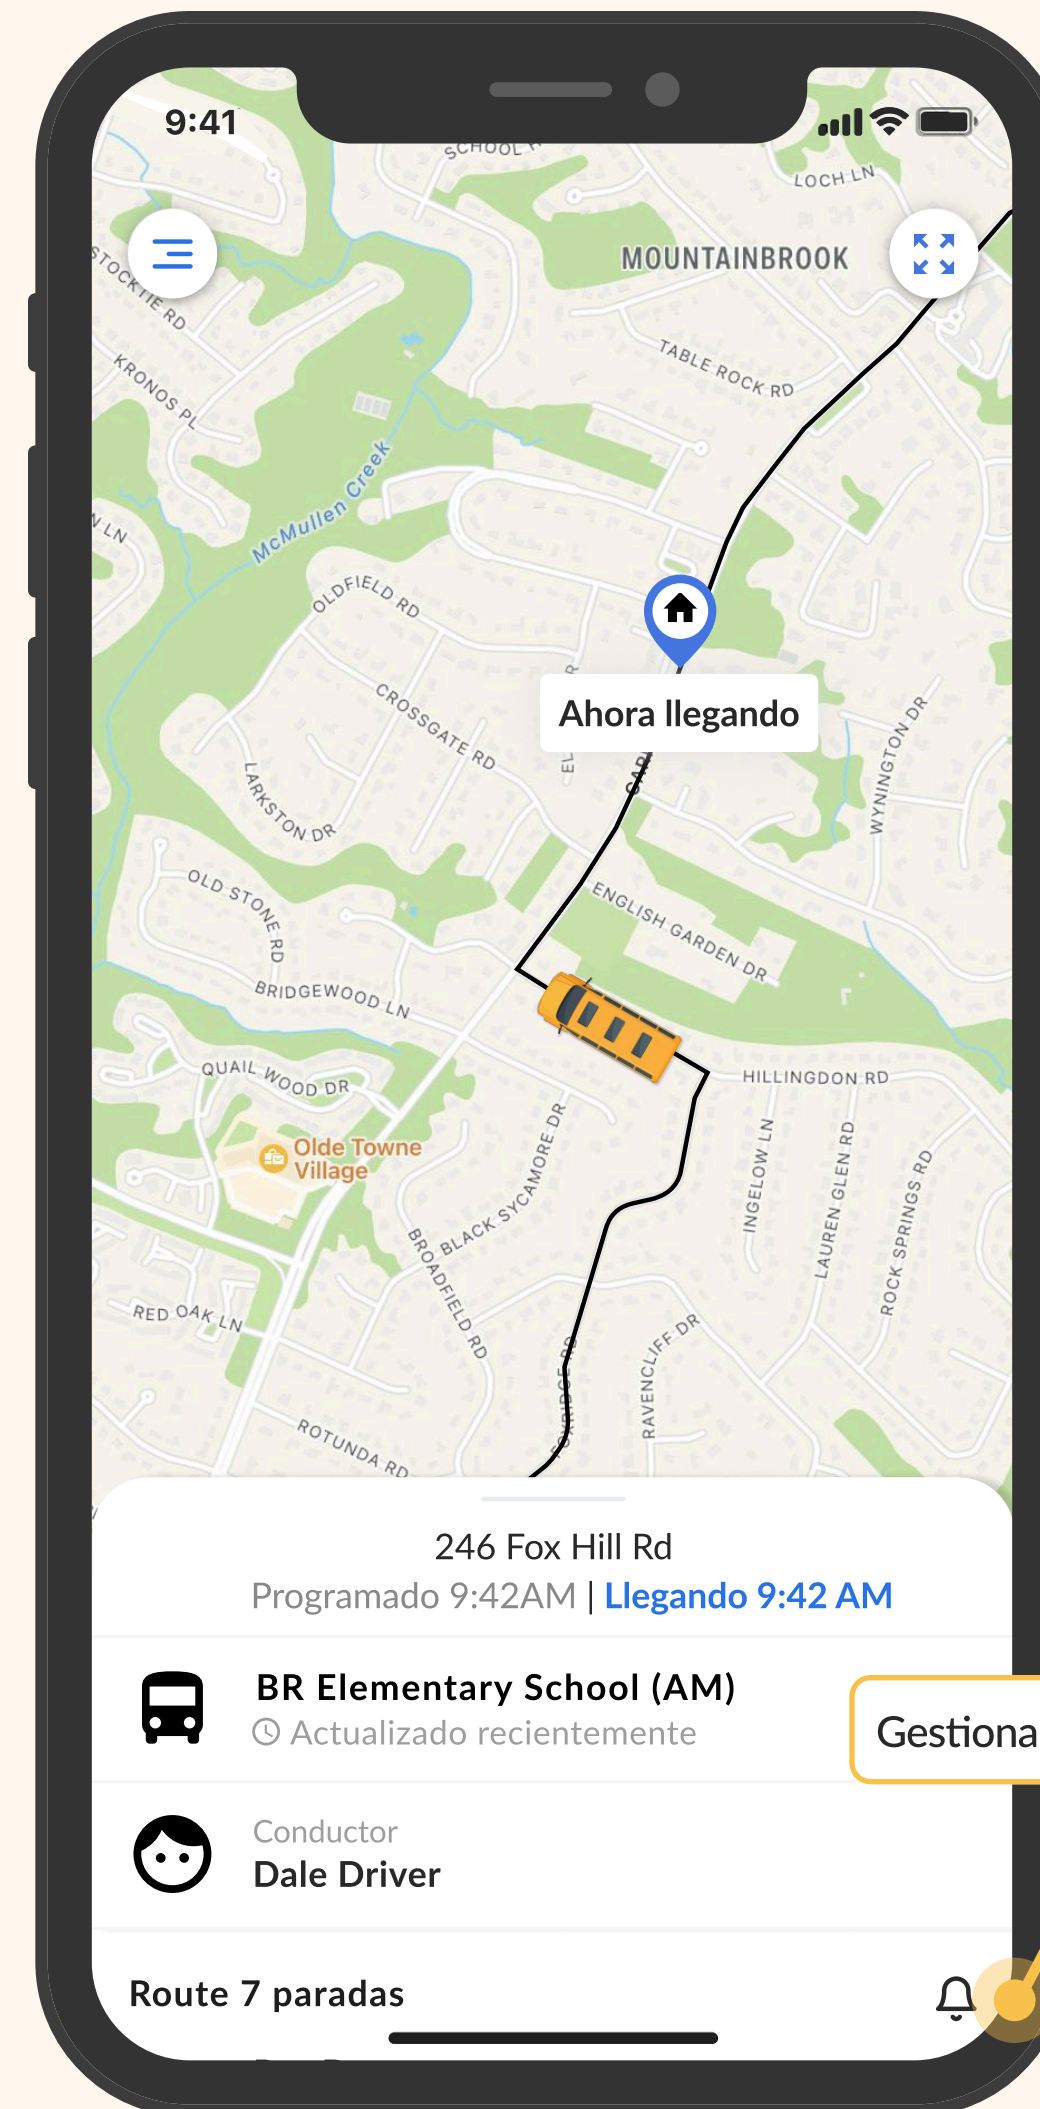 9:41
SCHOOL
LOCH LN
MOUNTAINBROOK
STOCKTIE RD
TABLE ROCK RD
KRONOS PL
McMullen Creek
LN
OLDFIELD RD
CROSSGATE RD
Ahora llegando
WYNINGTON DR
LARKSTON DR
OLD STONE RD
ENGLISH GARDEN DR
BRIDGEWOOD LN
QUAIL WOOD DR
HILLINGDON RD
Olde Towne
Village
BLACK SYCAMORE DR
INGELOW LN
LAUREN GLEN RD
ROCK SPRINGS RD
BROADFIELD RD
RED OAK LN
RAVENCLIFF DR
FOXRIDGE RD
ROTUNDA RD
246 Fox Hill Rd
Programado 9:42AM | Llegando 9:42 AM
BR Elementary School (AM)
Actualizado recientemente
Gestiona
Conductor
Dale Driver
Route 7 paradas